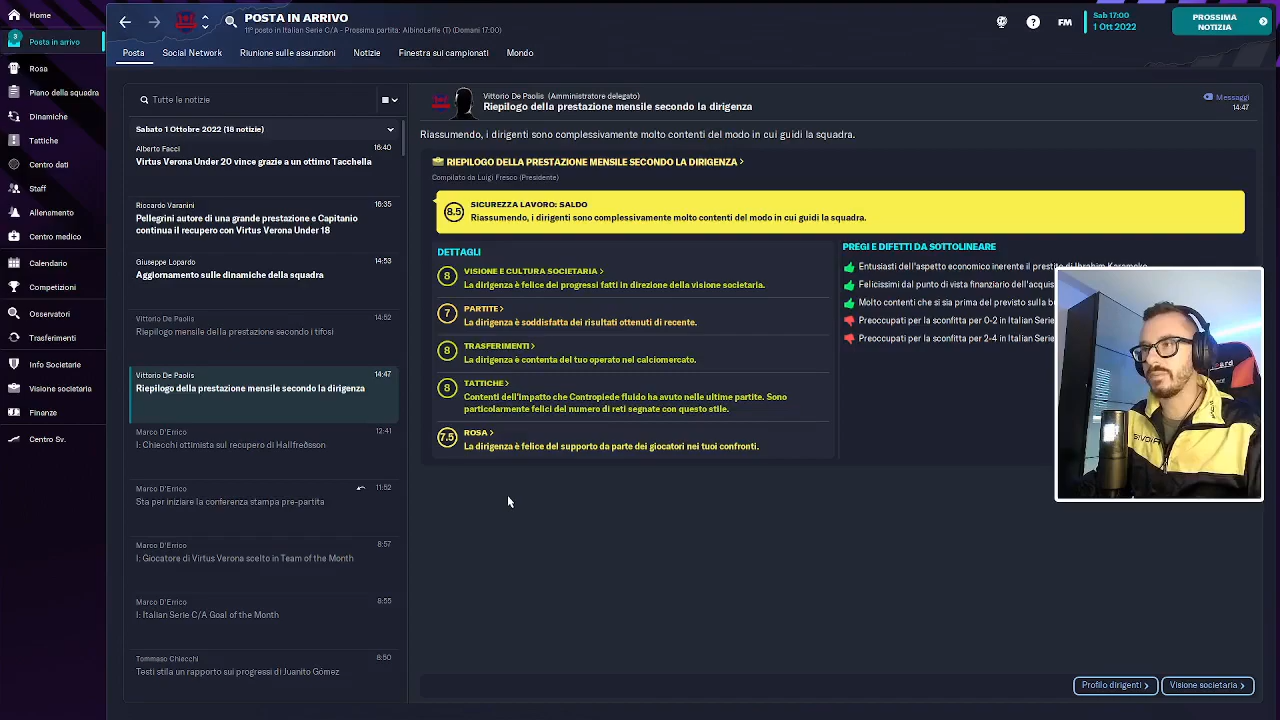 Home
3
Posta in arrivo
Rosa
Piano della squadra
Dinamiche
Tattiche
Centro dati
Staff
Allenamento
Centro medico
Calendario
Competizioni
Osservatori
Trasferimenti
Info Societarie
Visione societaria
Finanze
Centro Sv.
POSTA IN ARRIVO
11° posto in Italian Serie C/A - Prossima partita: AlbinoLeffe (T) (Domani 17:00)
FM
Sab 17:00
1 Ott 2022
PROSSIMA
NOTIZIA
Posta
Social Network
Riunione sulle assunzioni
Notizie
Finestra sui campionati
Mondo
Tutte le notizie
Sabato 1 Ottobre 2022 (18 notizie)
Alberto Facci
16:40
Virtus Verona Under 20 vince grazie a un ottimo Tacchella
Riccardo Varanini
16:35
Pellegrini autore di una grande prestazione e Capitanio
continua il recupero con Virtus Verona Under 18
Giuseppe Lopardo
14:53
Aggiornamento sulle dinamiche della squadra
Vittorio De Paolis
14:52
Riepilogo mensile della prestazione secondo i tifosi
Vittorio De Paolis
14:47
Riepilogo della prestazione mensile secondo la dirigenza
Marco D'Errico
12:41
I: Chiecchi ottimista sul recupero di Hallfreðsson
Marco D'Errico
11:52
Sta per iniziare la conferenza stampa pre-partita
Marco D'Errico
8:57
I: Giocatore di Virtus Verona scelto in Team of the Month
Marco D'Errico
8:55
I: Italian Serie C/A Goal of the Month
Tommaso Chiecchi
8:50
Testi stila un rapporto sui progressi di Juanito Gómez
Vittorio De Paolis (Amministratore delegato)
Riepilogo della prestazione mensile secondo la dirigenza
Messaggi
14:47
Riassumendo, i dirigenti sono complessivamente molto contenti del modo in cui guidi la squadra.
RIEPILOGO DELLA PRESTAZIONE MENSILE SECONDO LA DIRIGENZA >
Compilato da Luigi Fresco (Presidente)
8.5
SICUREZZA LAVORO: SALDO
Riassumendo, i dirigenti sono complessivamente molto contenti del modo in cui guidi la squadra.
DETTAGLI
8
VISIONE E CULTURA SOCIETARIA >
La dirigenza è felice dei progressi fatti in direzione della visione societaria.
7
PARTITE >
La dirigenza è soddisfatta dei risultati ottenuti di recente.
8
TRASFERIMENTI >
La dirigenza è contenta del tuo operato nel calciomercato.
8
TATTICHE >
Contenti dell'impatto che Contropiede fluido ha avuto nelle ultime partite. Sono
particolarmente felici del numero di reti segnate con questo stile.
7.5
ROSA >
La dirigenza è felice del supporto da parte dei giocatori nei tuoi confronti.
PREGI E DIFETTI DA SOTTOLINEARE
Entusiasti dell'aspetto economico inerente il prestito di Ibrahim Karamoko
Felicissimi dal punto di vista finanziario dell'acquis
Molto contenti che si sia prima del previsto sulla b
Preoccupati per la sconfitta per 0-2 in Italian Serie
Preoccupati per la sconfitta per 2-4 in Italian Serie
GIVOVA
Profilo dirigenti >
Visione societaria >